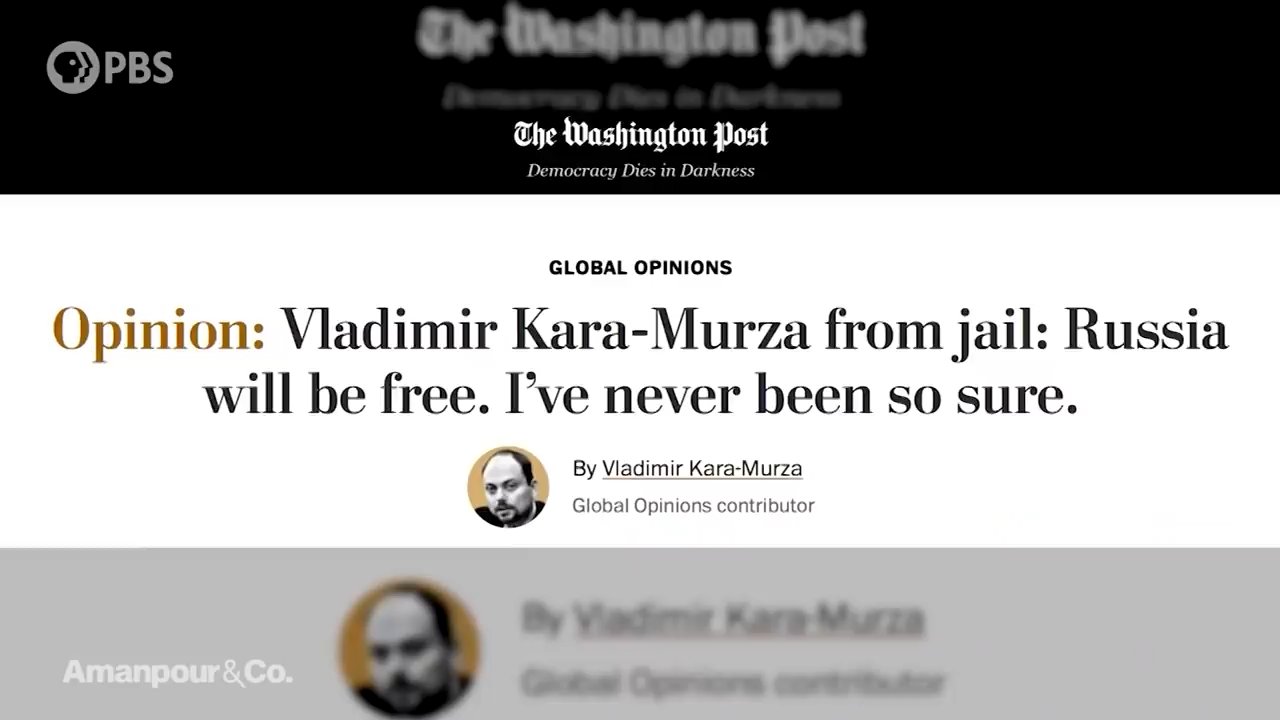 The Washington Post
Democracy Dies in Darkness
PBS
The Washington Post
Democracy Dies in Darkness
GLOBAL OPINIONS
Opinion: Vladimir Kara-Murza from jail: Russia
will be free. I’ve never been so sure.
By Vladimir Kara-Murza
Global Opinions contributor
By Vladimir Kara-Murza
Global Opinions contributor
Amanpour&Co.